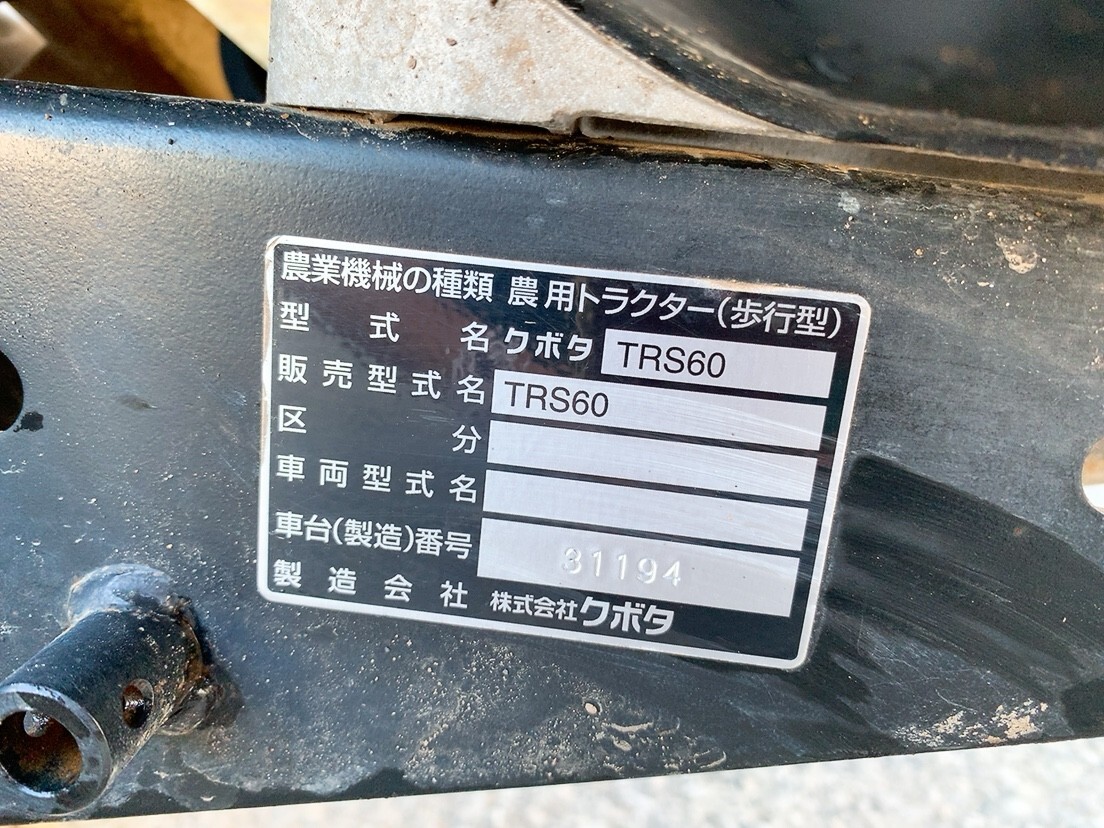 農業機械の種類 農用トラクター(歩行型)
型式名 クボタ TRS60
販売型式名 TRS60
区分
車両型式名
車台(製造)番号 31194
製造会社 株式会社クボタ